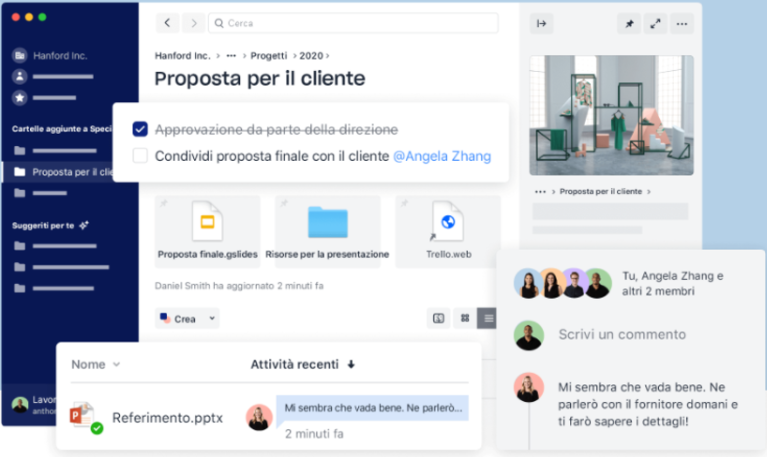 Cerca
Hanford Inc.
Hanford Inc. › ··· › Progetti › 2020 ›
Proposta per il cliente
Cartelle aggiunte a Speci
Approvazione da parte della direzione
Condividi proposta finale con il cliente @Angela Zhang
Proposta per il clie
··· › Proposta per il cliente ›
Suggeriti per te
Proposta finale.gslides
Risorse per la presentazione
Trello.web
Daniel Smith ha aggiornato 2 minuti fa
Crea
Tu, Angela Zhang e
altri 2 membri
Scrivi un commento
Mi sembra che vada bene. Ne
parlerò con il fornitore domani e
ti farò sapere i dettagli!
Nome
Attività recenti
Referimento.pptx
Mi sembra che vada bene. Ne parlerò...
2 minuti fa
Lavor
anthor